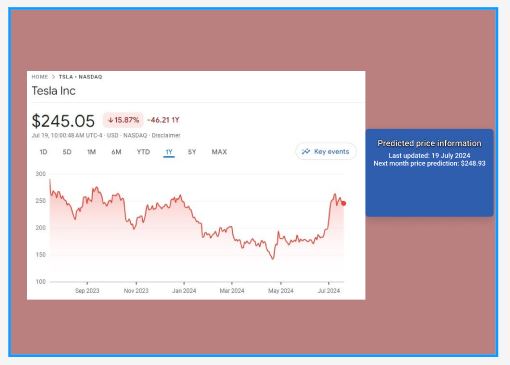 HOME > TSLA • NASDAQ
Tesla Inc
$245.05 ↓15.87% -46.21 1Y
Jul 19, 10:00:48 AM UTC-4 · USD · NASDAQ · Disclaimer
1D 5D 1M 6M YTD 1Y 5Y MAX Key events
300
250
200
150
100
Sep 2023 Nov 2023 Jan 2024 Mar 2024 May 2024 Jul 2024
Predicted price information
Last updated: 19 July 2024
Next month price prediction: $248.93